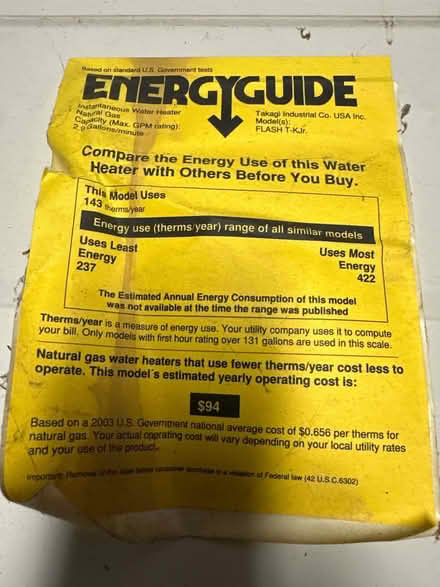 Based on standard U.S. Government tests
ENERGYGUIDE
Instantaneous Water Heater
Natural Gas
Capacity (Max. GPM rating):
2.9 Gallons/minute
Takagi Industrial Co. USA Inc.
Model(s):
FLASH T-KJr.
Compare the Energy Use of this Water
Heater with Others Before You Buy.
This Model Uses
143 therms/year
Energy use (therms/year) range of all similar models
Uses Least
Energy
237
Uses Most
Energy
422
The Estimated Annual Energy Consumption of this model
was not available at the time the range was published
Therms/year is a measure of energy use. Your utility company uses it to compute
your bill. Only models with first hour rating over 131 gallons are used in this scale.
Natural gas water heaters that use fewer therms/year cost less to
operate. This model's estimated yearly operating cost is:
$94
Based on a 2003 U.S. Government national average cost of $0.656 per therms for
natural gas. Your actual operating cost will vary depending on your local utility rates
and your use of the product.
Important: Removal of this label before consumer purchase is a violation of Federal law (42 U.S.C.6302)